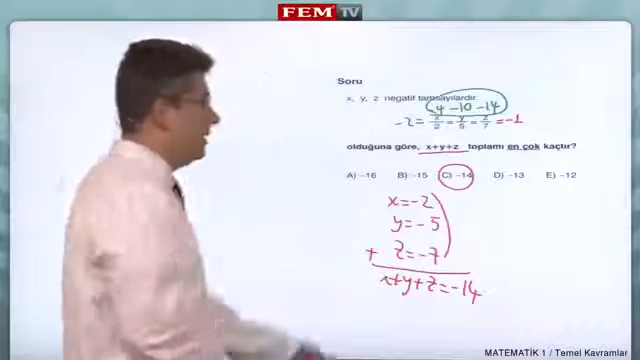 FEM TV
Soru
x, y, z negatif tamsayılardır.
4 -10 -14
-2 = x/2 = y/5 = z/7 = -1
olduğuna göre, x+y+z toplamı en çok kaçtır?
A) -16 B) -15 C) -14 D) -13 E) -12
x=-2
y=-5
+ z=-7
x+y+z=-14
MATEMATİK 1 / Temel Kavramlar